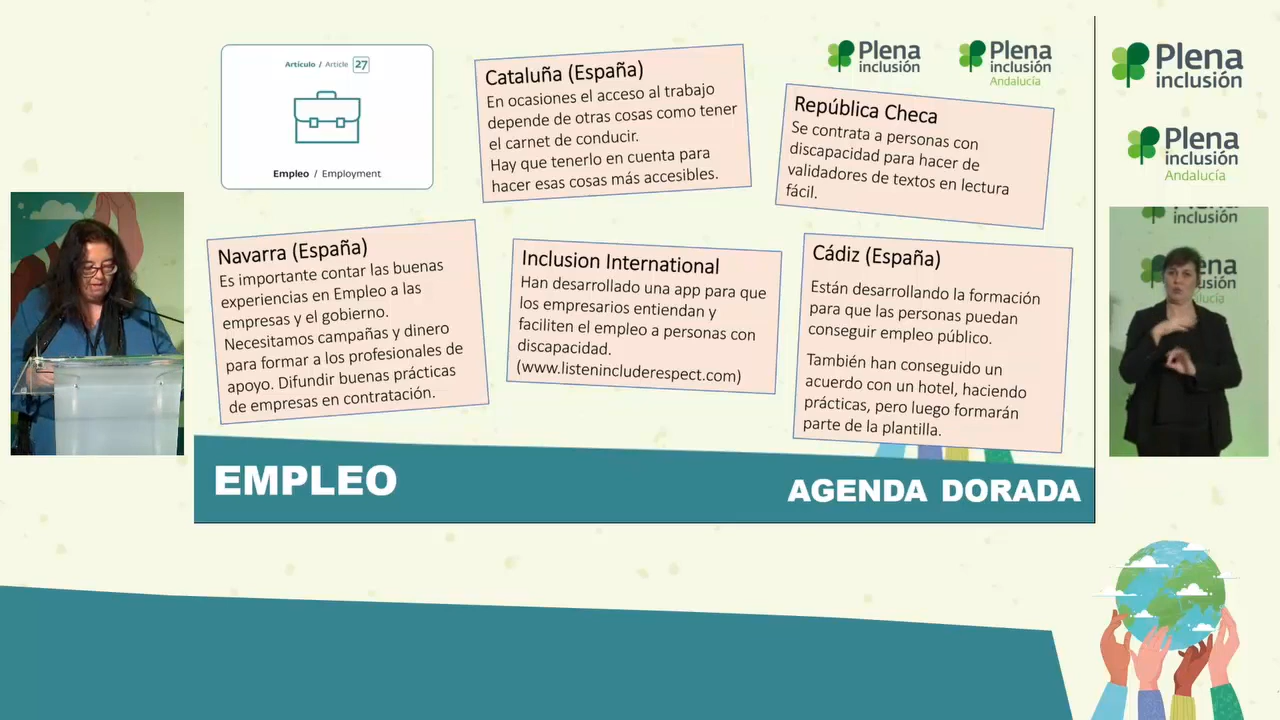 Artículo / Article 27
Empleo / Employment
Cataluña (España)
En ocasiones el acceso al trabajo
depende de otras cosas como tener
el carnet de conducir.
Hay que tenerlo en cuenta para
hacer esas cosas más accesibles.
Plena
inclusión
Plena
inclusión
Andalucía
República Checa
Se contrata a personas con
discapacidad para hacer de
validadores de textos en lectura
fácil.
Plena
inclusión
Plena
inclusión
Andalucía
Navarra (España)
Es importante contar las buenas
experiencias en Empleo a las
empresas y el gobierno.
Necesitamos campañas y dinero
para formar a los profesionales de
apoyo. Difundir buenas prácticas
de empresas en contratación.
Inclusion International
Han desarrollado una app para que
los empresarios entiendan y
faciliten el empleo a personas con
discapacidad.
(www.listenincluderespect.com)
Cádiz (España)
Están desarrollando la formación
para que las personas puedan
conseguir empleo público.
También han conseguido un
acuerdo con un hotel, haciendo
prácticas, pero luego formarán
parte de la plantilla.
inclusión
EMPLEO
AGENDA DORADA